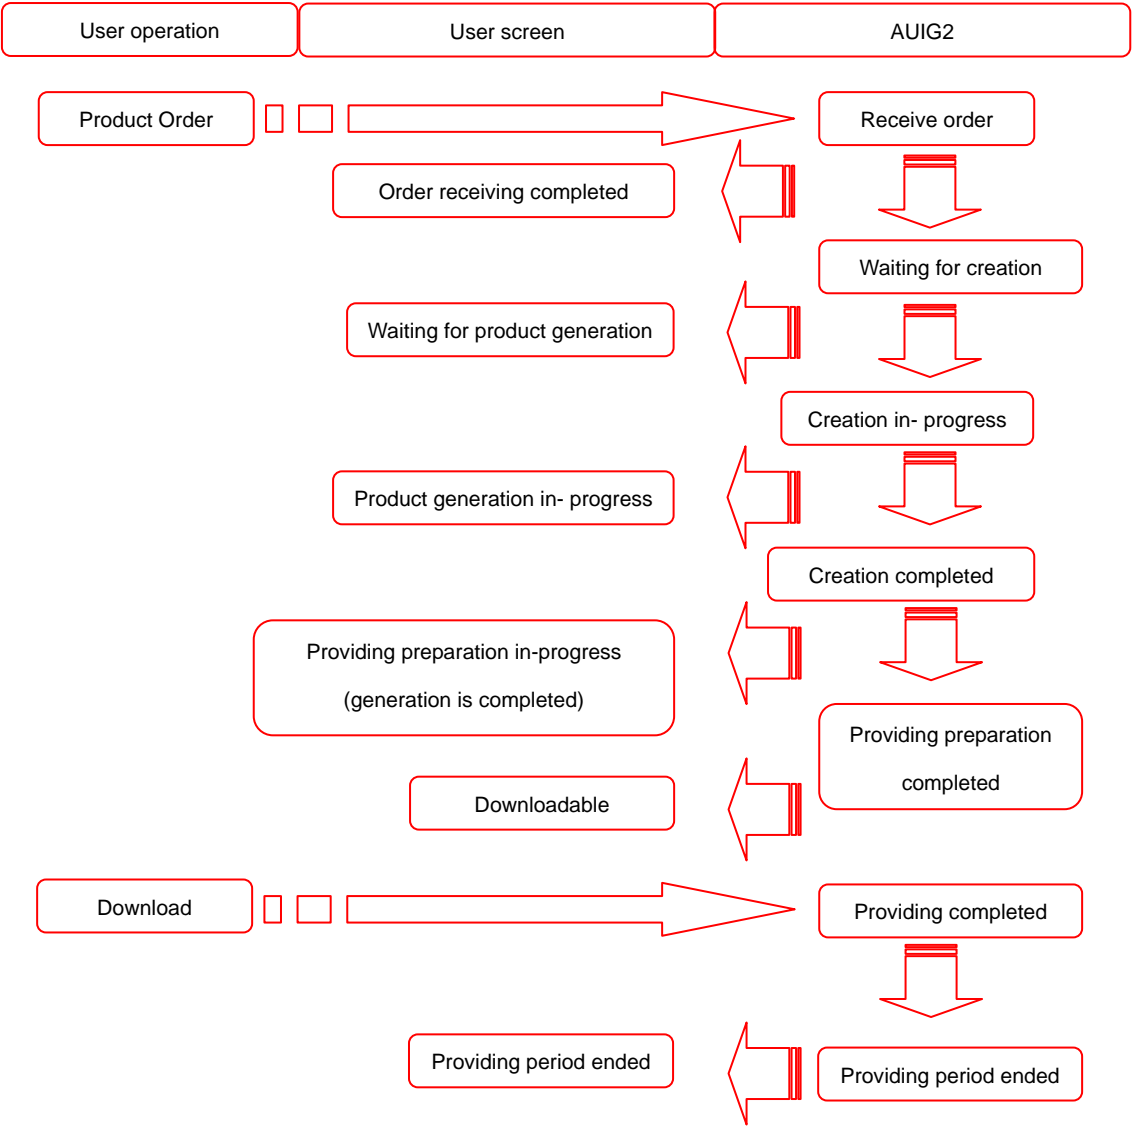 User operation
User screen
AUIG2
Product Order
Receive order
Order receiving completed
Waiting for creation
Waiting for product generation
Creation in- progress
Product generation in- progress
Creation completed
Providing preparation in-progress
(generation is completed)
Providing preparation
completed
Downloadable
Download
Providing completed
Providing period ended
Providing period ended